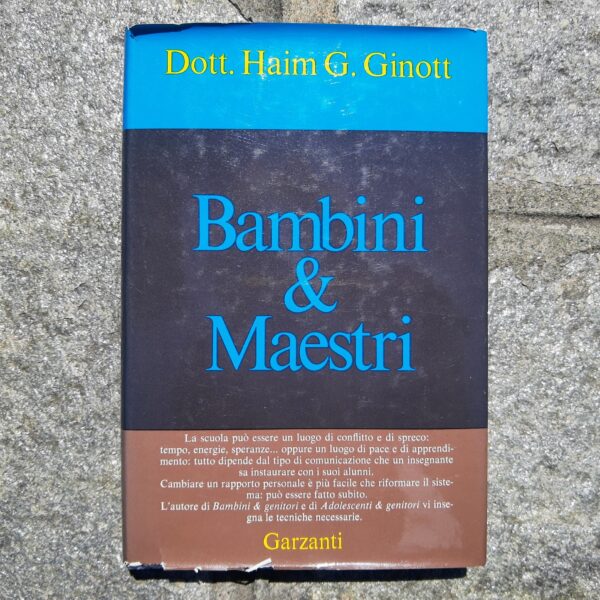 Dott. Haim G. Ginott
Bambini
&
Maestri
La scuola può essere un luogo di conflitto e di spreco:
tempo, energie, speranze... oppure un luogo di pace e di apprendi-
mento: tutto dipende dal tipo di comunicazione che un insegnante
sa instaurare con i suoi alunni.
Cambiare un rapporto personale è più facile che riformare il siste-
ma: può essere fatto subito.
L'autore di Bambini & genitori e di Adolescenti & genitori vi inse-
gna le tecniche necessarie.
Garzanti